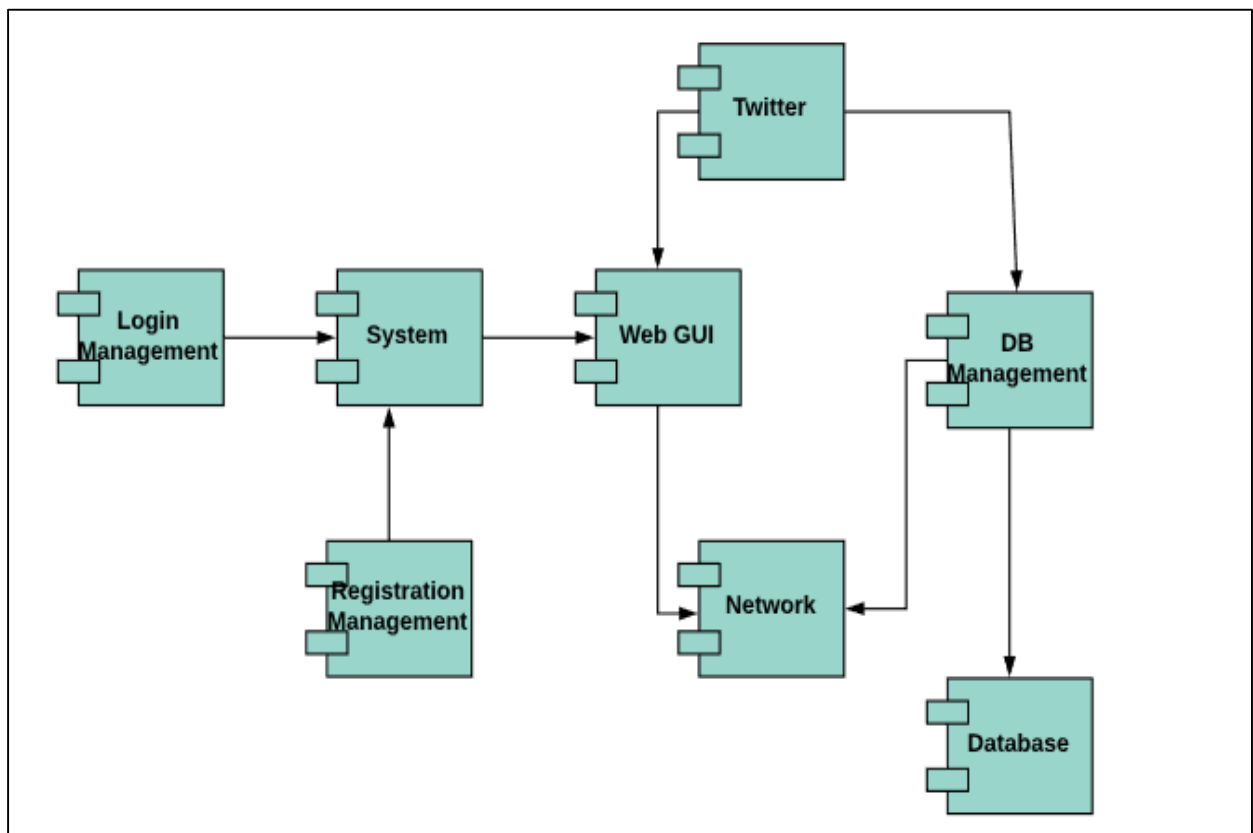 Twitter
Login
Management
System
Web GUI
DB
Management
Registration
Management
Network
Database